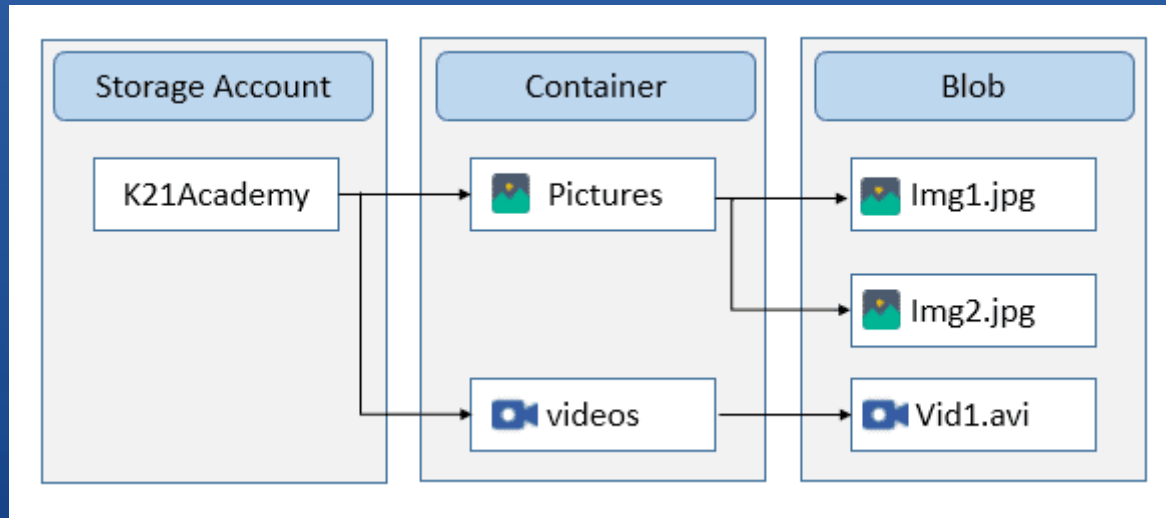 Storage Account
Container
Blob
K21Academy
Pictures
Img1.jpg
Img2.jpg
videos
Vid1.avi